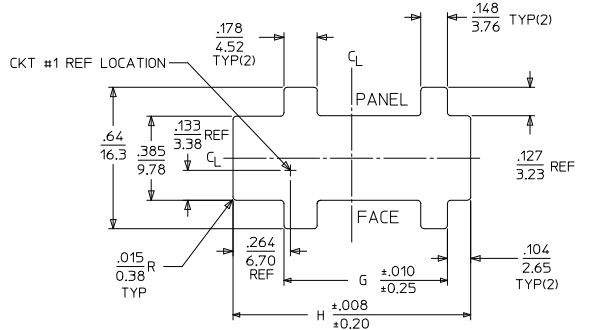 .178
4.52
TYP(2)
.148
3.76 TYP(2)
CL
CKT #1 REF LOCATION
PANEL
.64
16.3
.385
9.78
.133
3.38 REF
CL
.127
3.23 REF
FACE
.015
0.38 R
TYP
.264
6.70
REF
.104
2.65
TYP(2)
G ±.010
±0.25
H ±.008
±0.20